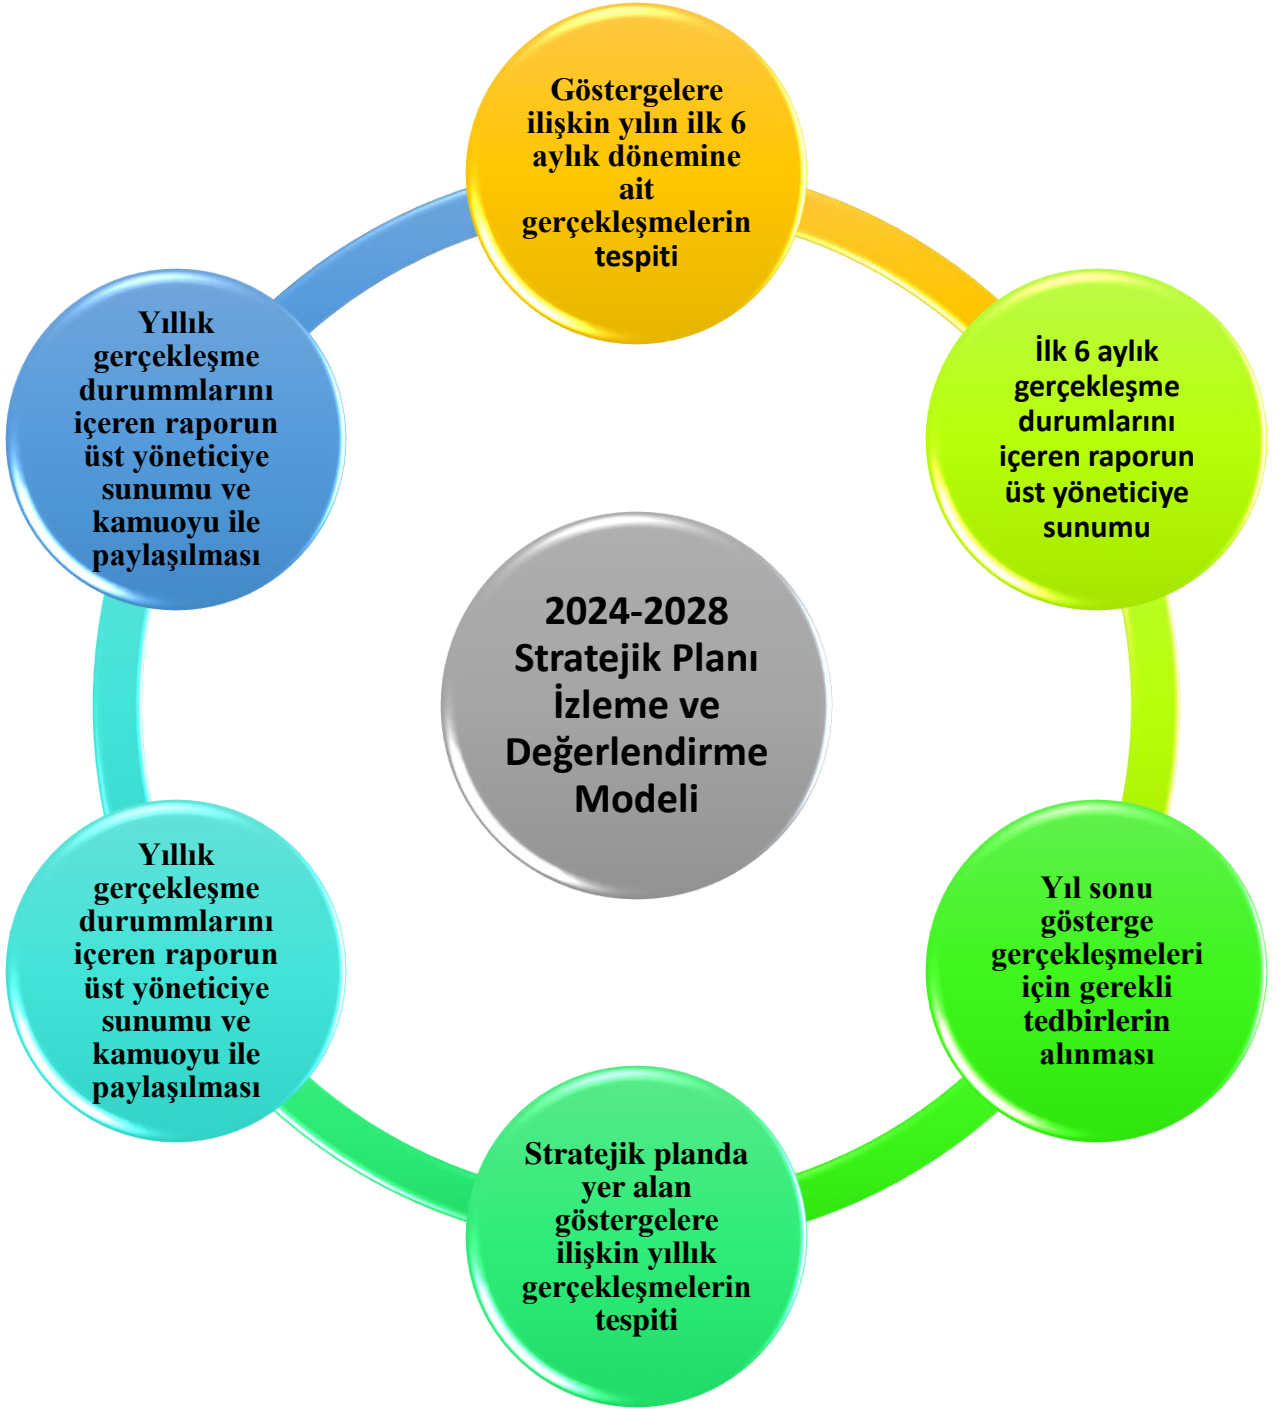 Göstergelere
ilişkin yılın ilk 6
aylık dönemine
ait
gerçekleşmelerin
tespiti
İlk 6 aylık
gerçekleşme
durumlarını
içeren raporun
üst yöneticiye
sunumu
Yıl sonu
gösterge
gerçekleşmeleri
için gerekli
tedbirlerin
alınması
Stratejik planda
yer alan
göstergelere
ilişkin yıllık
gerçekleşmelerin
tespiti
Yıllık
gerçekleşme
durummlarını
içeren raporun
üst yöneticiye
sunumu ve
kamuoyu ile
paylaşılması
Yıllık
gerçekleşme
durummlarını
içeren raporun
üst yöneticiye
sunumu ve
kamuoyu ile
paylaşılması
2024-2028
Stratejik Planı
İzleme ve
Değerlendirme
Modeli